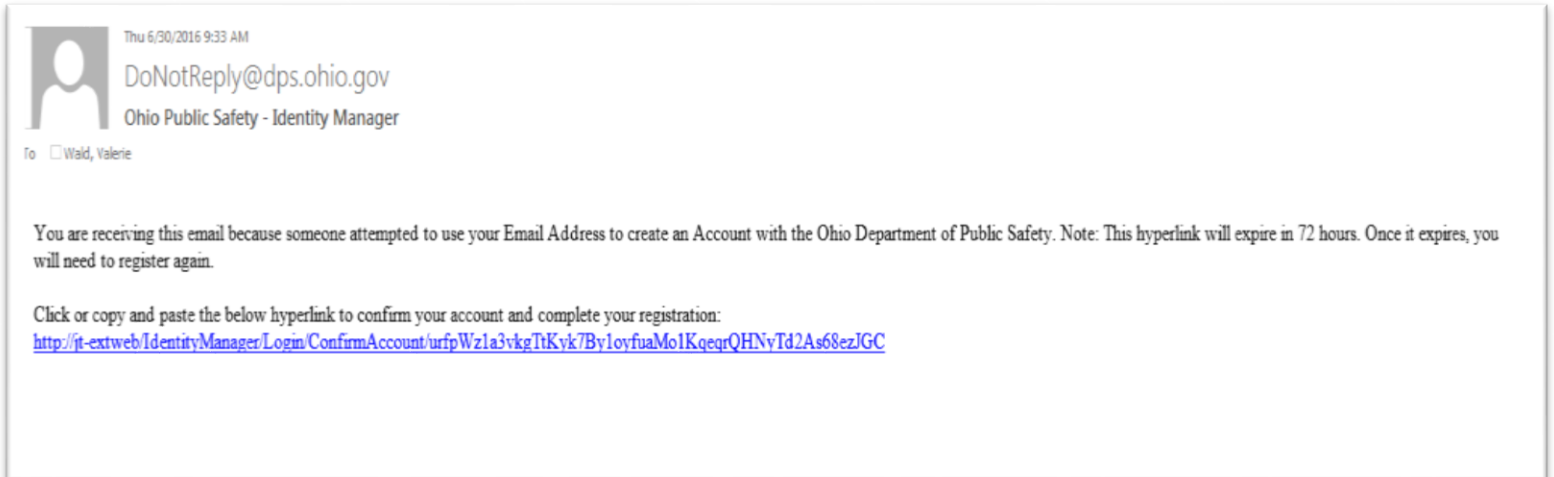 Thu 6/30/2016 9:33 AM
DoNotReply@dps.ohio.gov
Ohio Public Safety - Identity Manager
To Wald, Valerie
You are receiving this email because someone attempted to use your Email Address to create an Account with the Ohio Department of Public Safety. Note: This hyperlink will expire in 72 hours. Once it expires, you
will need to register again.
Click or copy and paste the below hyperlink to confirm your account and complete your registration:
http://jt-extweb/IdentityManager/Login/ConfirmAccount/urfpWz1a3vkgTtKyk7By1oyfuaMo1KqeqrQHNyTd2As68ezJGC